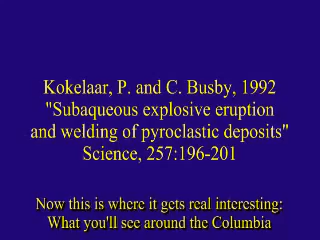 Kokelaar, P. and C. Busby, 1992
"Subaqueous explosive eruption
and welding of pyroclastic deposits"
Science, 257:196-201
Now this is where it gets real interesting:
What you'll see around the Columbia